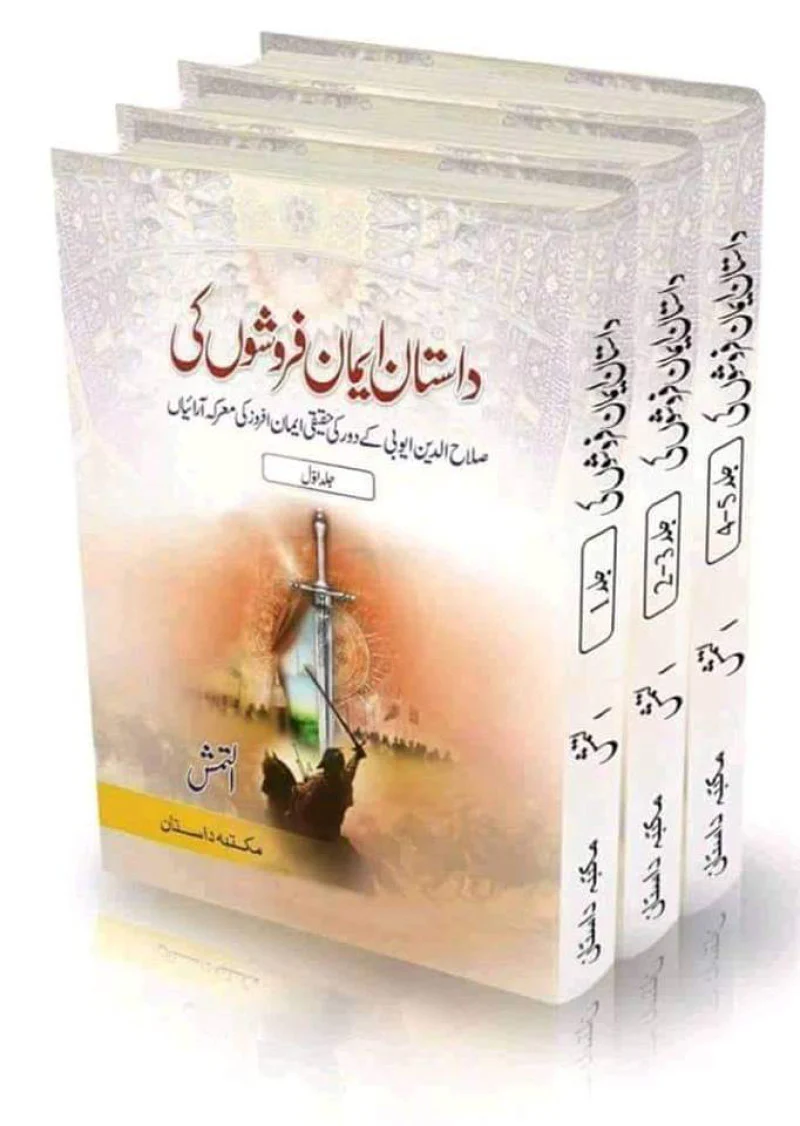 داستان ایمان فروشوں کی
صلاح الدین ایوبی کے دور کی حقیقی ایمان افروز کی معرکہ آرائیاں
جلد اوّل
التمش
مکتبہ داستان
داستان ایمان فروشوں کی
جلد 1
التمش
مکتبہ داستان
داستان ایمان فروشوں کی
جلد 2-3
التمش
مکتبہ داستان
داستان ایمان فروشوں کی
جلد 4-5
التمش
مکتبہ داستان